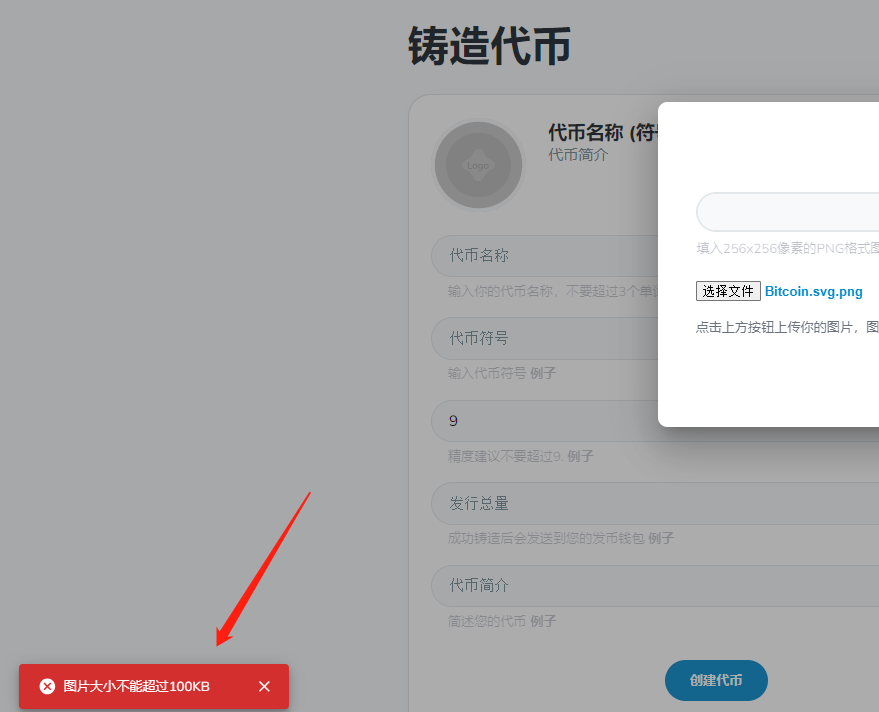 铸造代币
Logo
代币名称 (符
代币简介
填入256x256像素的PNG格式图
代币名称
选择文件 Bitcoin.svg.png
输入你的代币名称，不要超过3个单词
点击上方按钮上传你的图片，图
代币符号
输入代币符号 例子
9
精度建议不要超过9. 例子
发行总量
成功铸造后会发送到您的发币钱包 例子
代币简介
简述您的代币 例子
创建代币
图片大小不能超过100KB